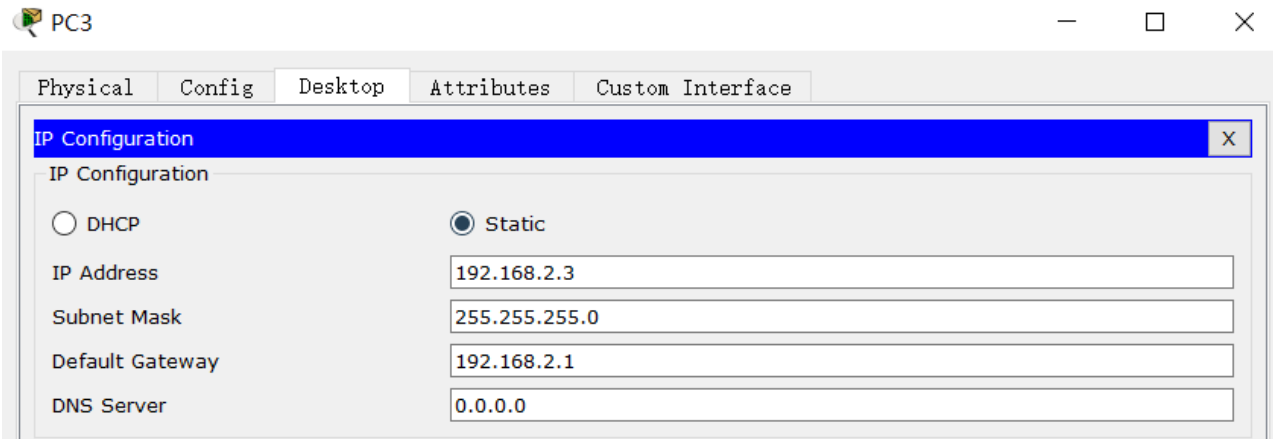 PC3
Physical Config Desktop Attributes Custom Interface
IP Configuration X
IP Configuration
DHCP Static
IP Address 192.168.2.3
Subnet Mask 255.255.255.0
Default Gateway 192.168.2.1
DNS Server 0.0.0.0